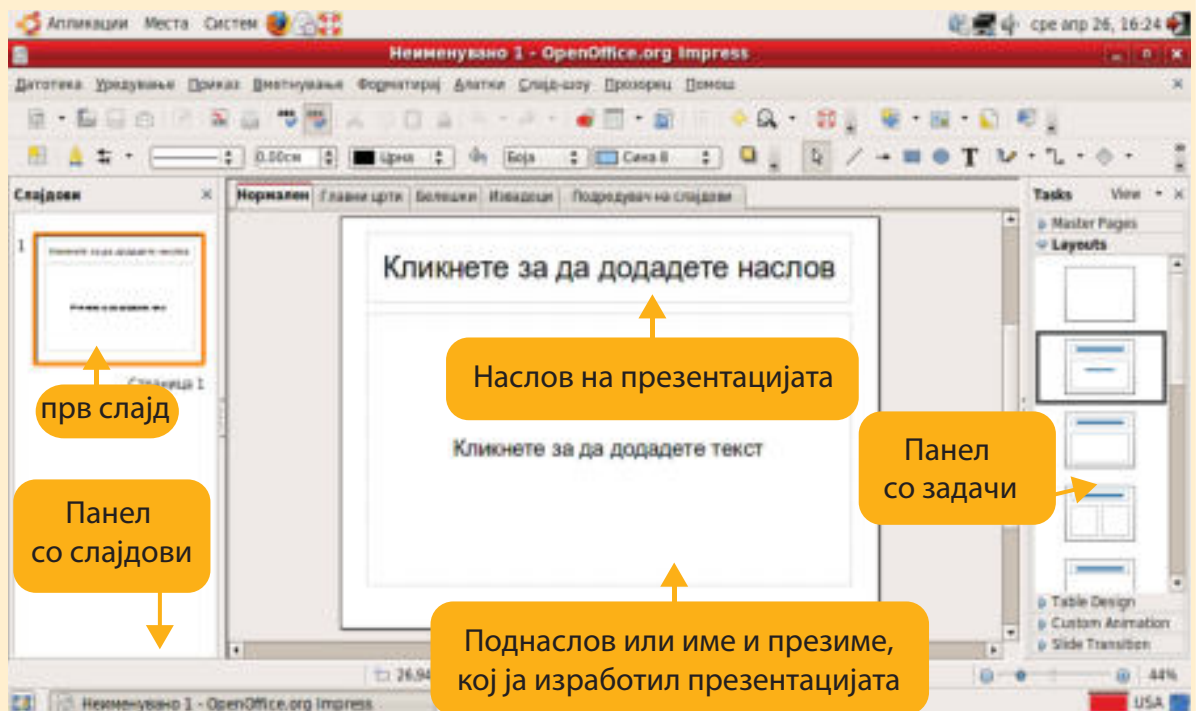 Апликации Места Систем сре апр 26, 16:24
Неименувано 1 - OpenOffice.org Impress
Датотека Уредување Приказ Вметнување Форматирај Алатки Слајд-шоу Прозорец Помош
0.00cm Црна Боја Сина 8
Слајдови
Нормален Главни црти Белешки Извадоци Подредувач на слајдови
Tasks View
Master Pages
Layouts
1
Кликнете за да додадете наслов
Наслов на презентацијата
прв слајд
Кликнете за да додадете текст
Панел
со задачи
Панел
со слајдови
Поднаслов или име и презиме,
кој ја изработил презентацијата
Table Design
Custom Animation
Slide Transition
26,94
44%
Неименувано 1 - OpenOffice.org Impress
USA